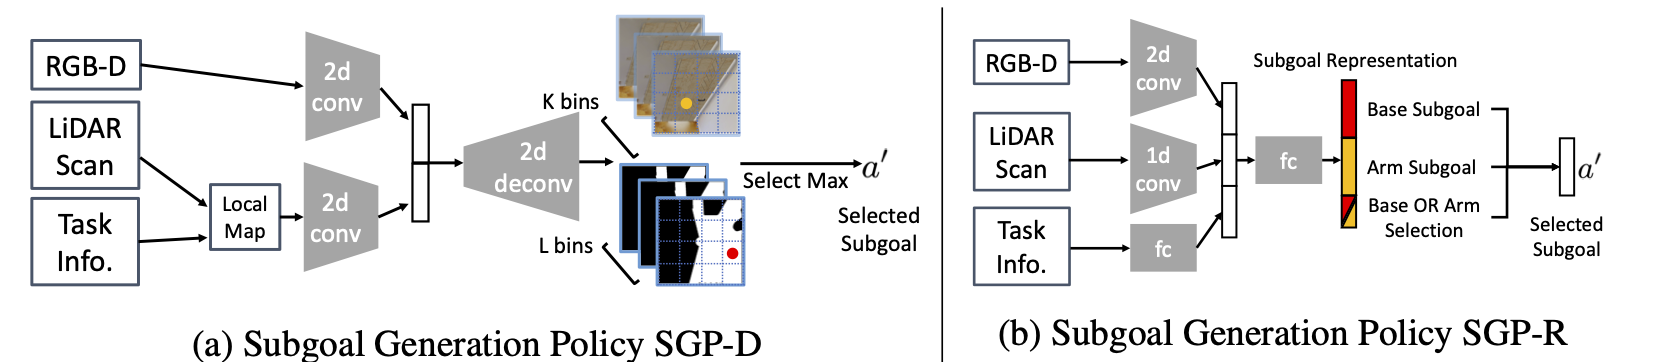 RGB-D
LiDAR
Scan
Task
Info.
Local
Map
2d
conv
2d
conv
2d
deconv
K bins
L bins
Select Max
a′
Selected
Subgoal
(a) Subgoal Generation Policy SGP-D
RGB-D
LiDAR
Scan
Task
Info.
2d
conv
1d
conv
fc
fc
Subgoal Representation
Base Subgoal
Arm Subgoal
Base OR Arm
Selection
a′
Selected
Subgoal
(b) Subgoal Generation Policy SGP-R